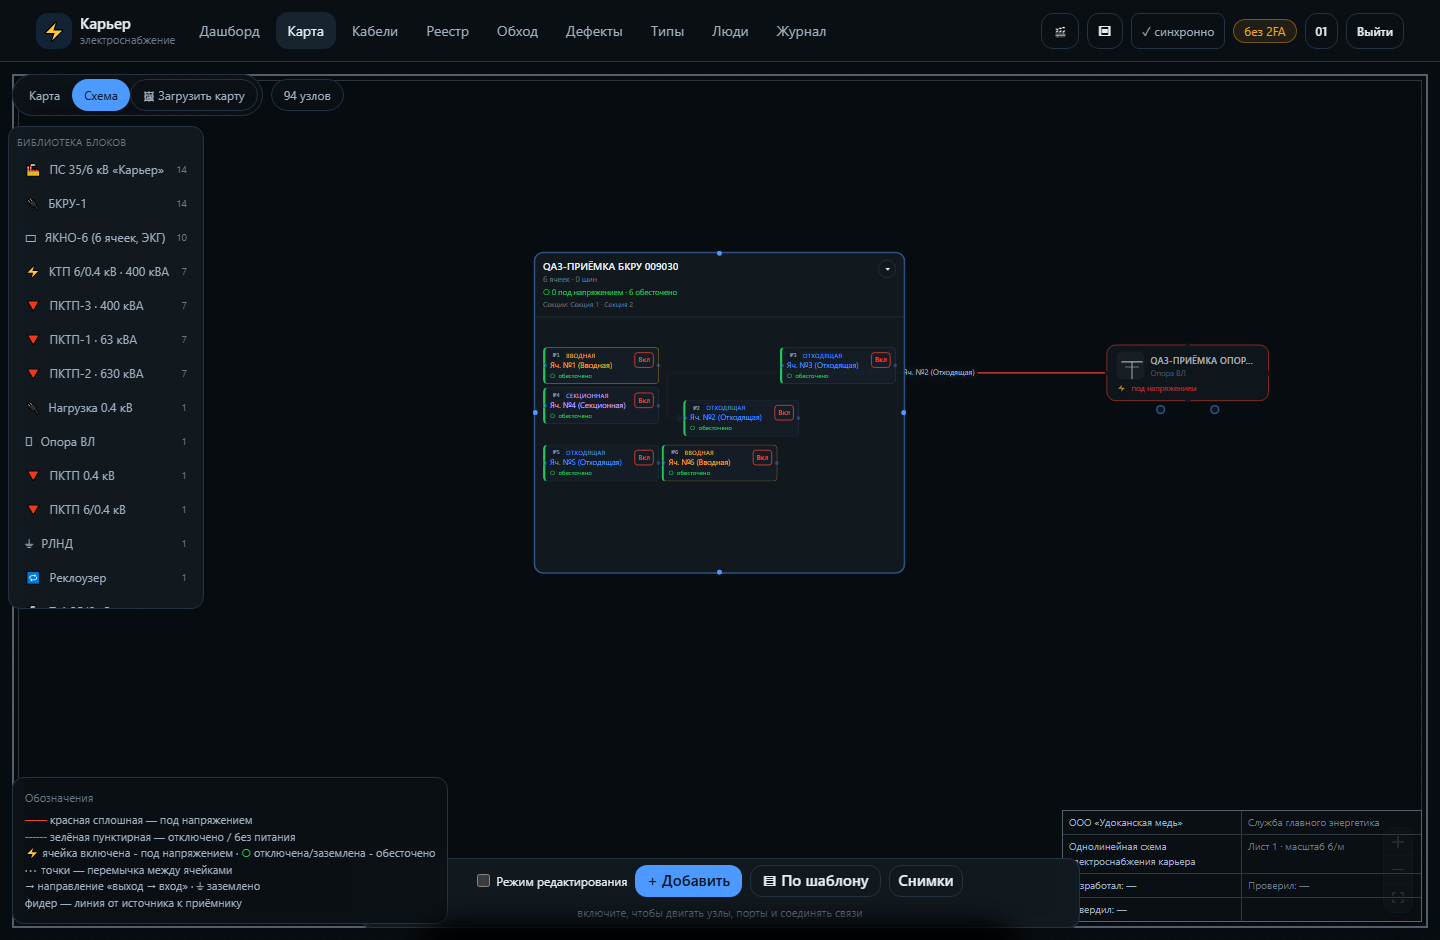 Карьер
электроснабжение
Дашборд
Карта
Кабели
Реестр
Обход
Дефекты
Типы
Люди
Журнал
✓ синхронно
без 2FA
01
Выйти
Карта
Схема
Загрузить карту
94 узлов
БИБЛИОТЕКА БЛОКОВ
ПС 35/6 кВ «Карьер» 14
БКРУ-1 14
ЯКНО-6 (6 ячеек, ЭКГ) 10
КТП 6/0.4 кВ · 400 кВА 7
ПКТП-3 · 400 кВА 7
ПКТП-1 · 63 кВА 7
ПКТП-2 · 630 кВА 7
Нагрузка 0.4 кВ 1
Опора ВЛ 1
ПКТП 0.4 кВ 1
ПКТП 6/0.4 кВ 1
РЛНД 1
Реклоузер 1
QA3-ПРИЁМКА БКРУ 009030
6 ячеек · 0 шин
0 под напряжением · 6 обесточено
Секции: Секция 1 · Секция 2
№1 ВВОДНАЯ
Яч. №1 (Вводная)
обесточено
Вкл
№3 ОТХОДЯЩАЯ
Яч. №3 (Отходящая)
обесточено
Вкл
№4 СЕКЦИОННАЯ
Яч. №4 (Секционная)
обесточено
Вкл
№2 ОТХОДЯЩАЯ
Яч. №2 (Отходящая)
обесточено
Вкл
№5 ОТХОДЯЩАЯ
Яч. №5 (Отходящая)
обесточено
Вкл
№6 ВВОДНАЯ
Яч. №6 (Вводная)
обесточено
Вкл
Яч. №2 (Отходящая)
QA3-ПРИЁМКА ОПОР...
Опора ВЛ
под напряжением
Обозначения
красная сплошная — под напряжением
зелёная пунктирная — отключено / без питания
ячейка включена - под напряжением · отключена/заземлена - обесточено
точки — перемычка между ячейками
→ направление «выход → вход» · заземлено
фидер — линия от источника к приёмнику
Режим редактирования
+ Добавить
По шаблону
Снимки
включите, чтобы двигать узлы, порты и соединять связи
ООО «Удоканская медь»
Служба главного энергетика
Однолинейная схема
электроснабжения карьера
Лист 1 · масштаб б/м
зработал: —
Проверил: —
вердил: —